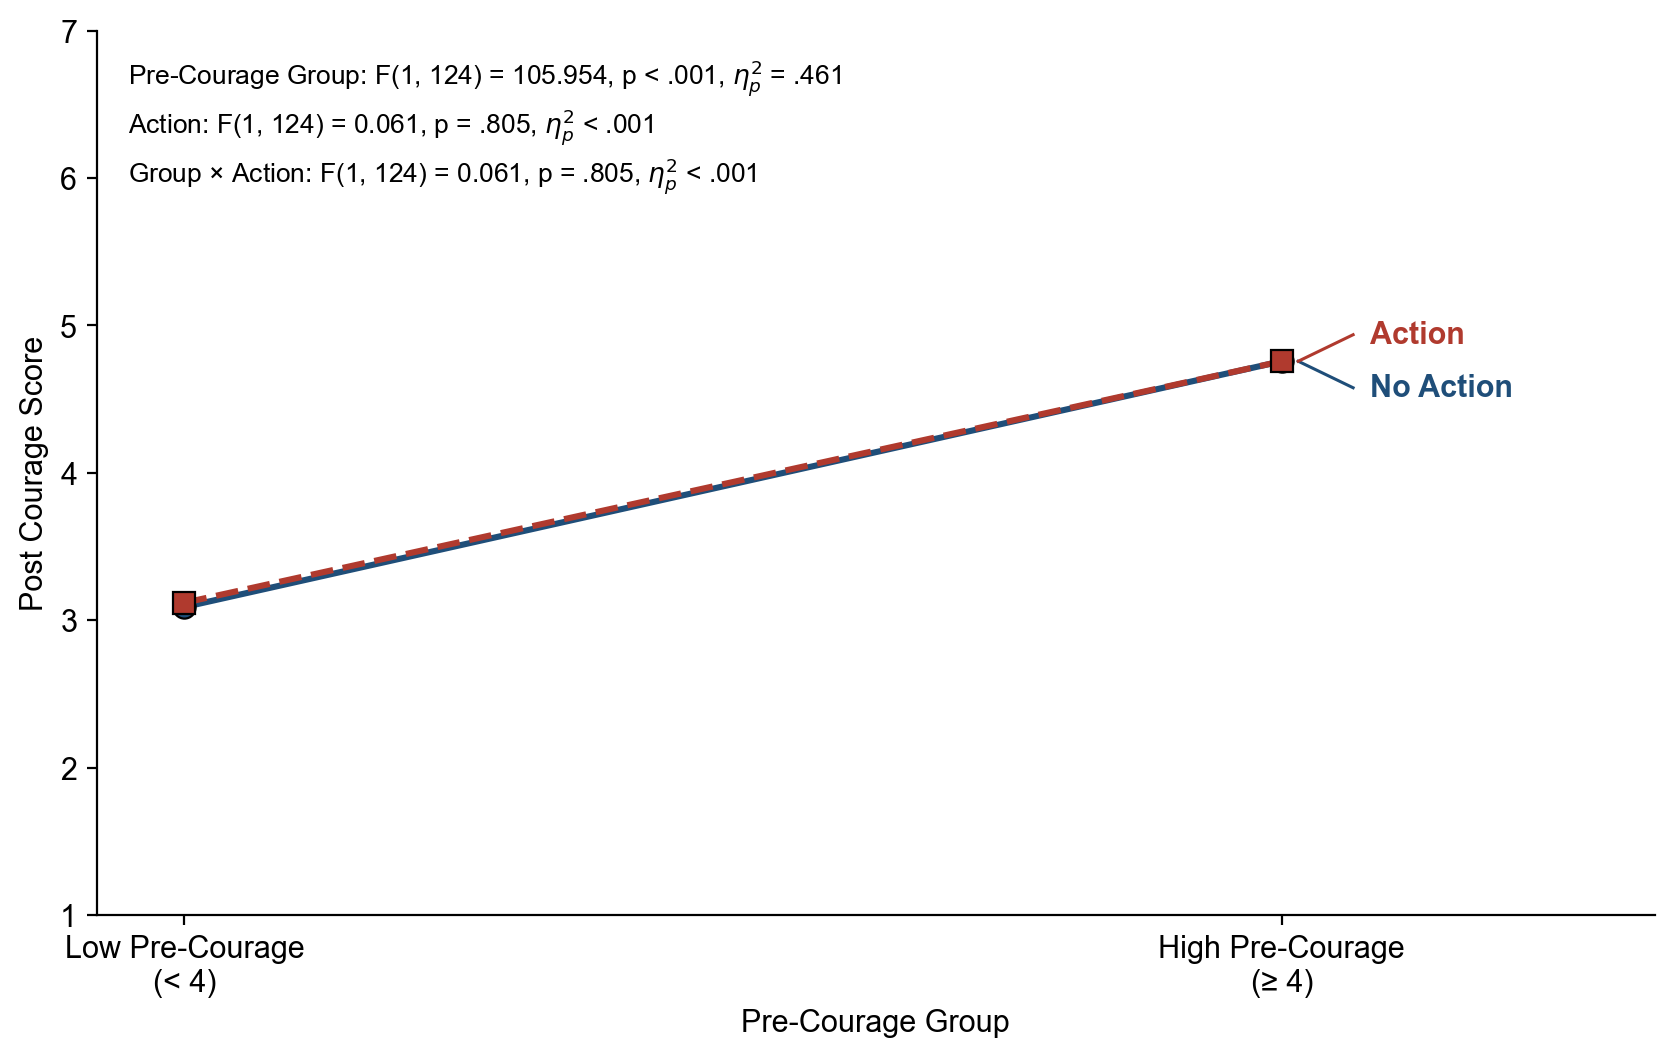 7
Pre-Courage Group: F(1, 124) = 105.954, p < .001, η²ₚ = .461
Action: F(1, 124) = 0.061, p = .805, η²ₚ < .001
Group × Action: F(1, 124) = 0.061, p = .805, η²ₚ < .001
6
5
4
3
2
1
Post Courage Score
Action
No Action
Low Pre-Courage
(< 4)
High Pre-Courage
(≥ 4)
Pre-Courage Group